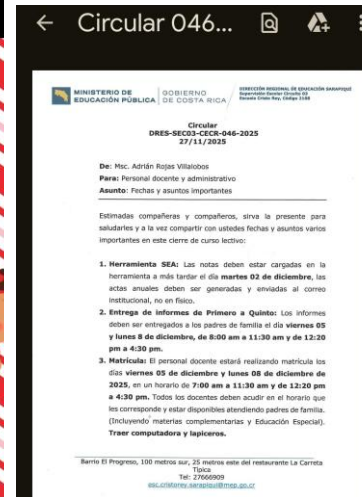 Circular 046...
MINISTERIO DE
EDUCACIÓN PÚBLICA
GOBIERNO
DE COSTA RICA
DIRECCIÓN REGIONAL DE EDUCACIÓN SARAPIQUÍ
Supervisión Escolar Circuito 03
Escuela Cristo Rey, Código 2188
Circular
DRES-SEC03-CECR-046-2025
27/11/2025
De: Msc. Adrián Rojas Villalobos
Para: Personal docente y administrativo
Asunto: Fechas y asuntos importantes
Estimadas compañeras y compañeros, sirva la presente para
saludarles y a la vez compartir con ustedes fechas y asuntos varios
importantes en este cierre de curso lectivo:
1. Herramienta SEA: Las notas deben estar cargadas en la
herramienta a más tardar el día martes 02 de diciembre, las
actas anuales deben ser generadas y enviadas al correo
institucional, no en físico.
2. Entrega de informes de Primero a Quinto: Los informes
deben ser entregados a los padres de familia el día viernes 05
y lunes 8 de diciembre, de 8:00 am a 11:30 am y de 12:20
pm a 4:30 pm.
3. Matrícula: El personal docente estará realizando matrícula los
días viernes 05 de diciembre y lunes 08 de diciembre de
2025, en un horario de 7:00 am a 11:30 am y de 12:20 pm
a 4:30 pm. Todos los docentes deben acudir en el horario que
les corresponde y estar disponibles atendiendo padres de familia.
(Incluyendo materias complementarias y Educación Especial).
Traer computadora y lapiceros.
Barrio El Progreso, 100 metros sur, 25 metros este del restaurante La Carreta
Típica
Tel: 27666909
esc.cristorey.sarapiqui@mep.go.cr